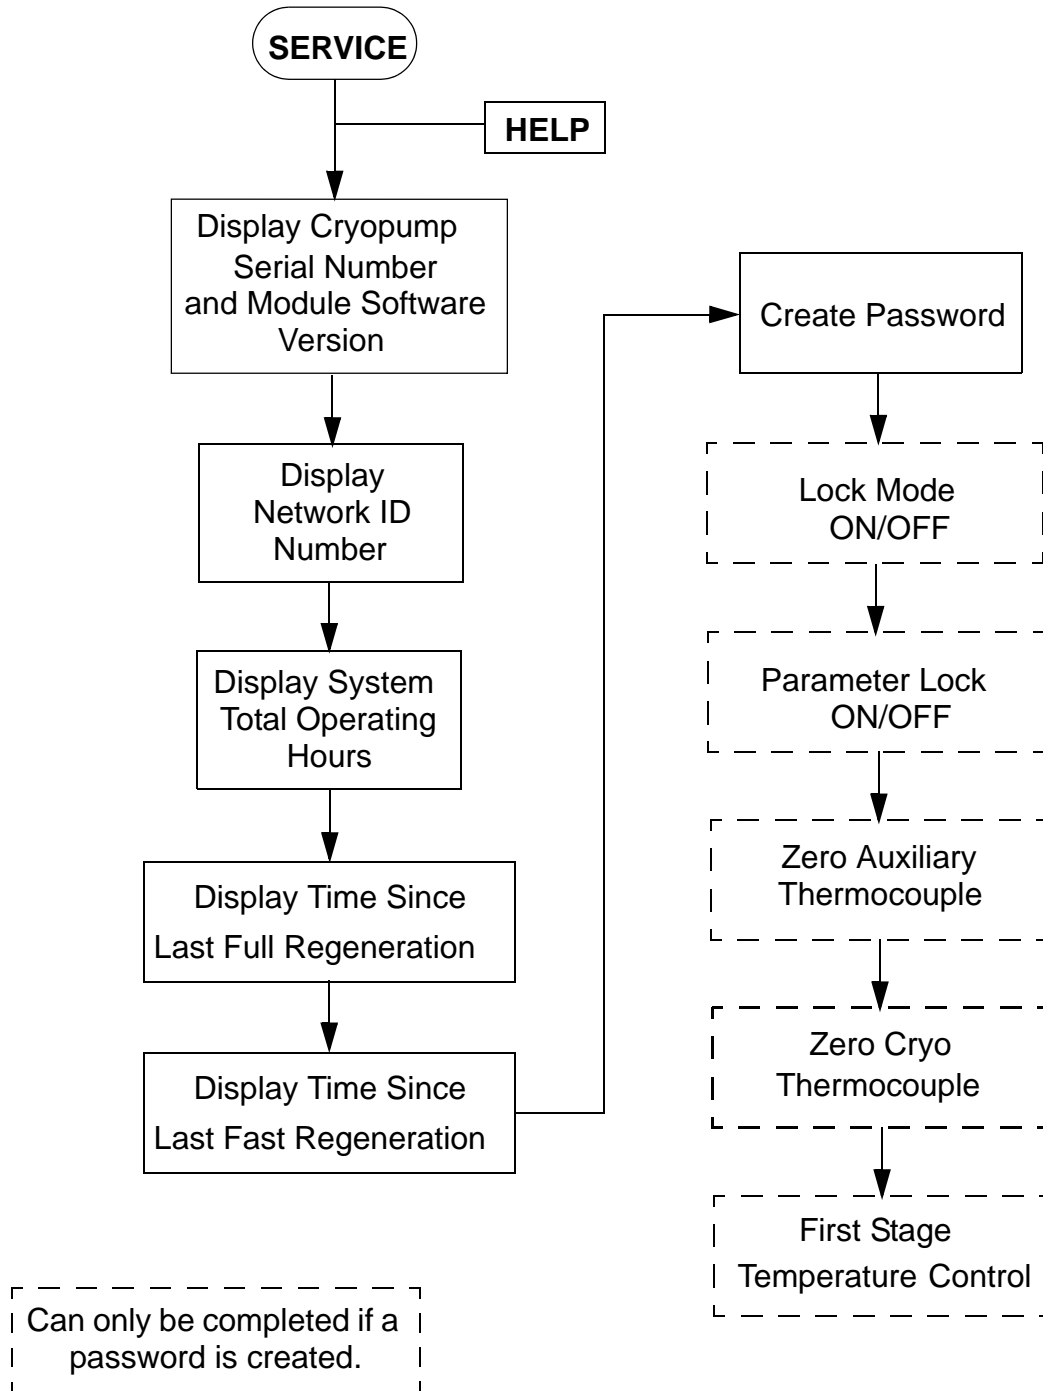 SERVICE
HELP
Display Cryopump
Serial Number
and Module Software
Version
Display
Network ID
Number
Display System
Total Operating
Hours
Display Time Since
Last Full Regeneration
Display Time Since
Last Fast Regeneration
Create Password
Lock Mode
ON/OFF
Parameter Lock
ON/OFF
Zero Auxiliary
Thermocouple
Zero Cryo
Thermocouple
First Stage
Temperature Control
Can only be completed if a
password is created.